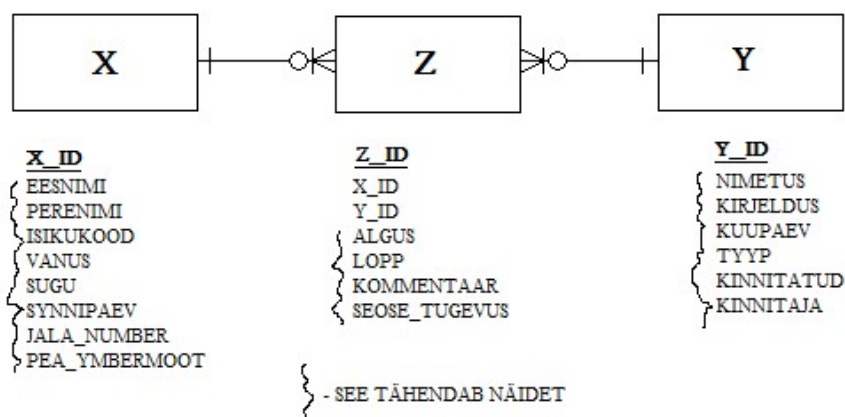 X
Z
Y
X_ID
EESNIMI
PERENIMI
ISIKUKOOD
VANUS
SUGU
SYNNIPAEV
JALA_NUMBER
PEA_YMBERMOOT
Z_ID
X_ID
Y_ID
ALGUS
LOPP
KOMMENTAAR
SEOSE_TUGEVUS
Y_ID
NIMETUS
KIRJELDUS
KUUPAEV
TYYP
KINNITATUD
KINNITAJA
- SEE TÄHENDAB NÄIDET